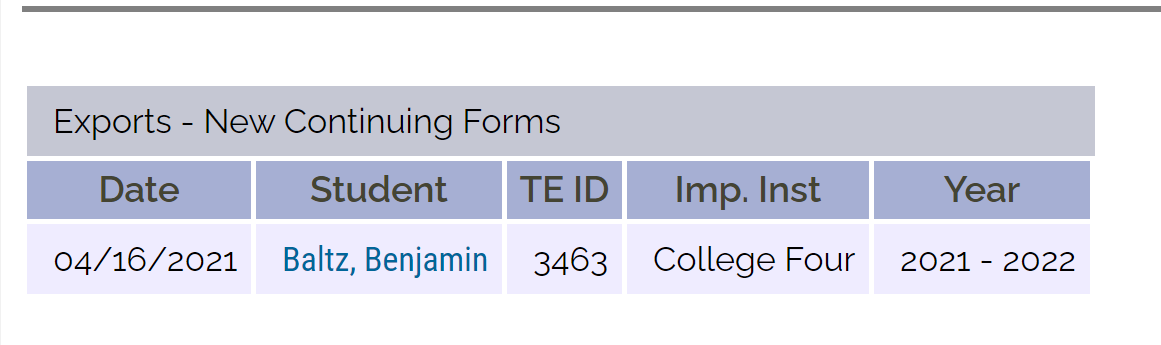 Exports - New Continuing Forms
Date Student TE ID Imp. Inst Year
04/16/2021 Baltz, Benjamin 3463 College Four 2021 - 2022